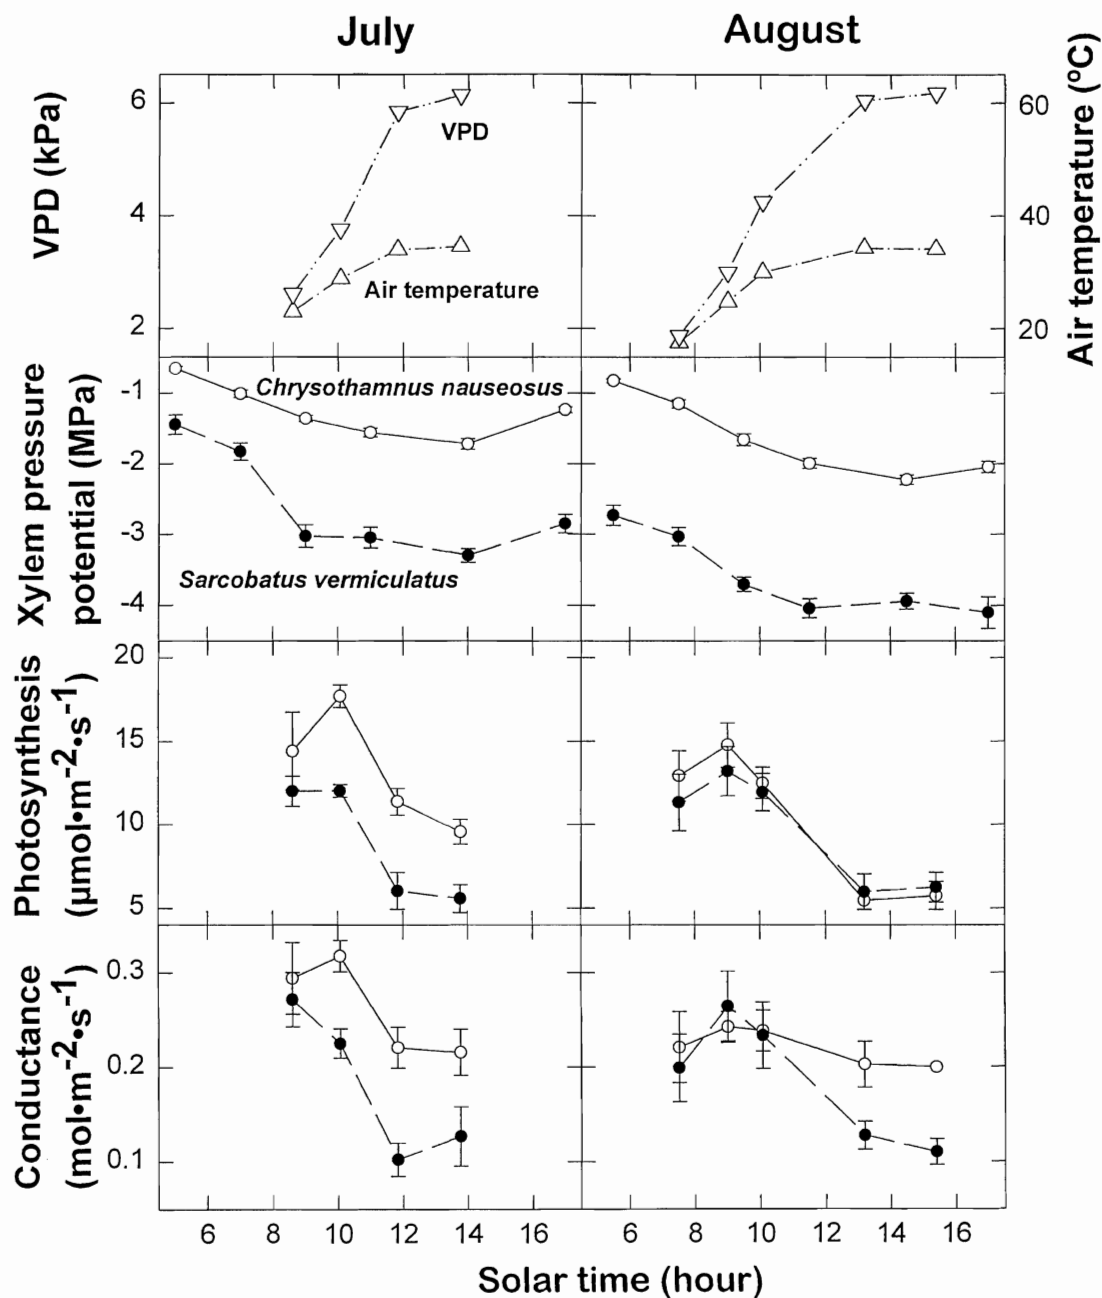 July
August
VPD (kPa)
6
4
2
VPD
Air temperature
Air temperature (°C)
60
40
20
Xylem pressure
potential (MPa)
-1
-2
-3
-4
Chrysothamnus nauseosus
Sarcobatus vermiculatus
Photosynthesis
(µmol•m-2•s-1)
20
15
10
5
Conductance
(mol•m-2•s-1)
0.3
0.2
0.1
6 8 10 12 14 16 6 8 10 12 14 16
Solar time (hour)